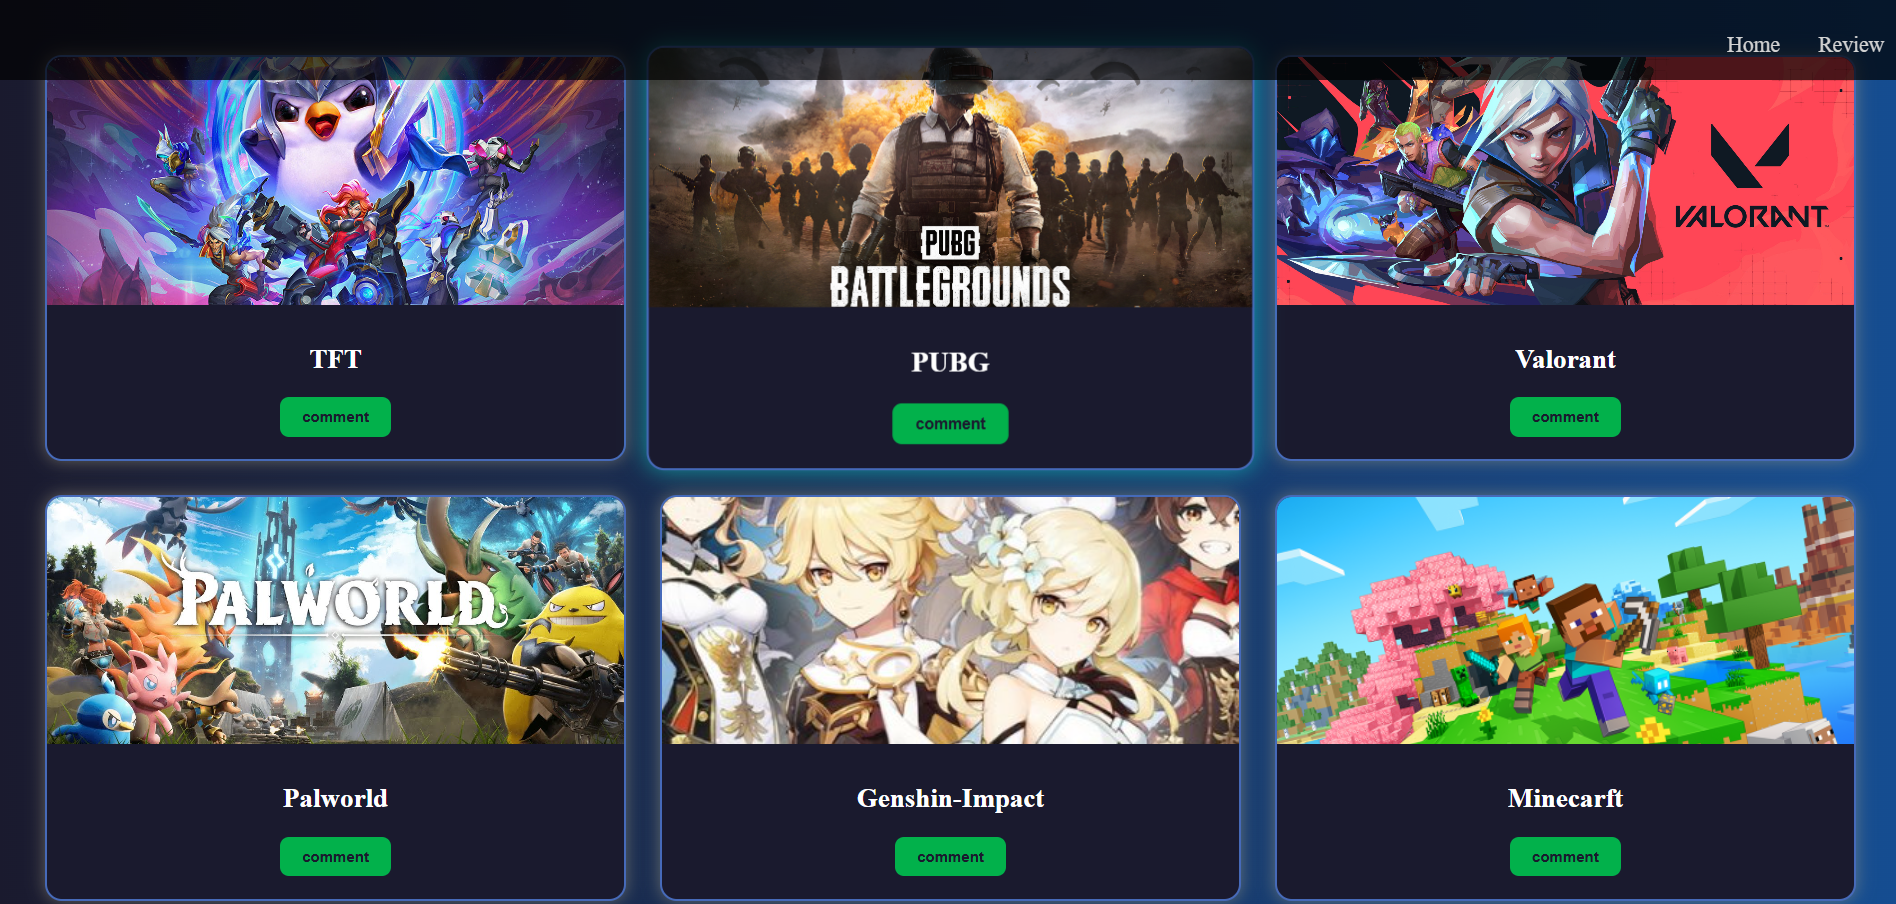 Home Review
VALORANT
PUBG
BATTLEGROUNDS
TFT
PUBG
Valorant
comment
comment
comment
PALWORLD
Palworld
Genshin-Impact
Minecarft
comment
comment
comment